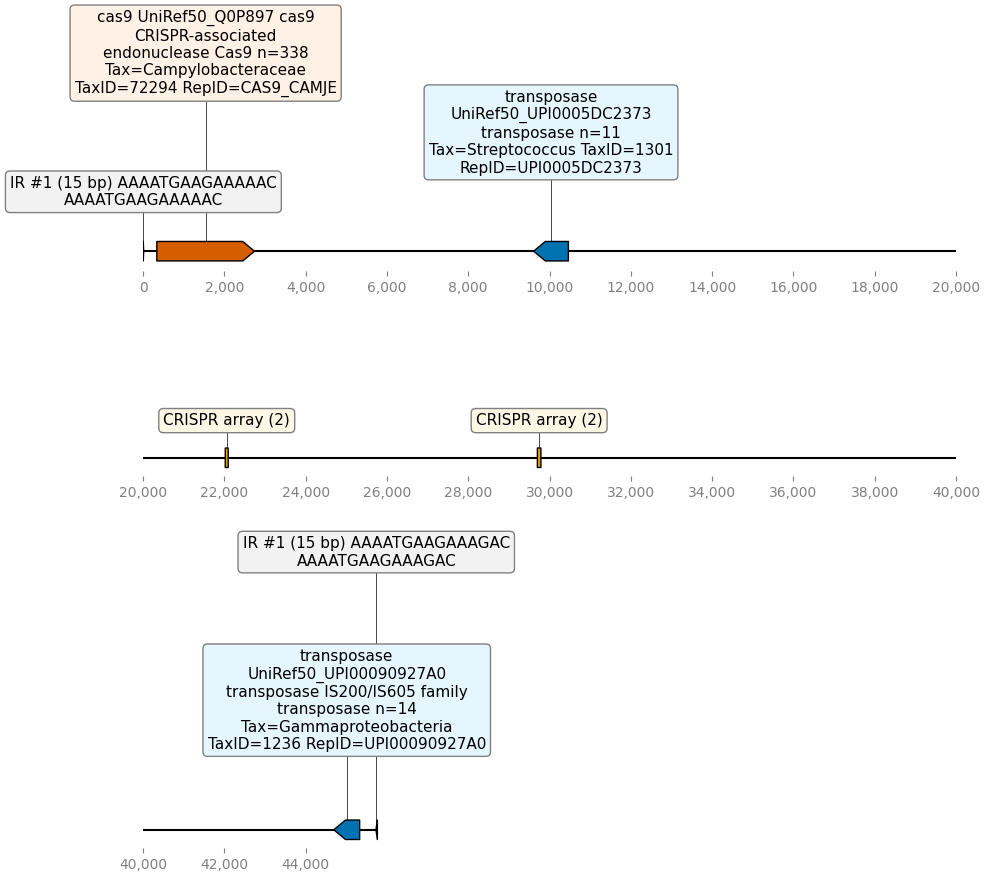 cas9 UniRef50_Q0P897 cas9
CRISPR-associated
endonuclease Cas9 n=338
Tax=Campylobacteraceae
TaxID=72294 RepID=CAS9_CAMJE
transposase
UniRef50_UPI0005DC2373
transposase n=11
Tax=Streptococcus TaxID=1301
RepID=UPI0005DC2373
IR #1 (15 bp) AAAATGAAGAAAAAC
AAAATGAAGAAAAAC
0 2,000 4,000 6,000 8,000 10,000 12,000 14,000 16,000 18,000 20,000
CRISPR array (2) CRISPR array (2)
20,000 22,000 24,000 26,000 28,000 30,000 32,000 34,000 36,000 38,000 40,000
IR #1 (15 bp) AAAATGAAGAAAGAC
AAAATGAAGAAAGAC
transposase
UniRef50_UPI00090927A0
transposase IS200/IS605 family
transposase n=14
Tax=Gammaproteobacteria
TaxID=1236 RepID=UPI00090927A0
40,000 42,000 44,000